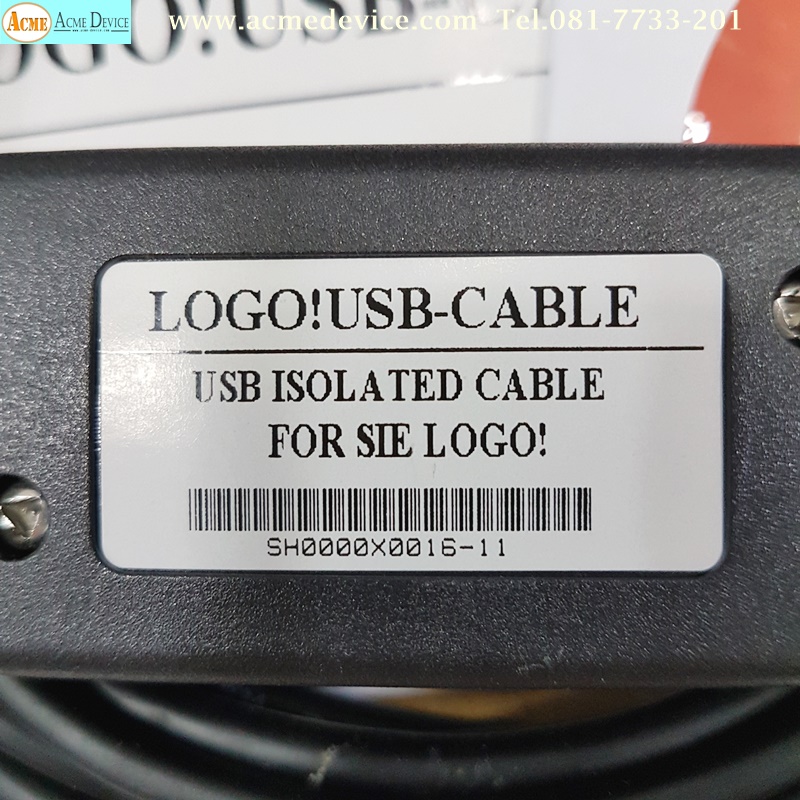 ACME ACME DEVICE www.acmedevice.com Tel.081-7733-201
LOGO!USB-CABLE
USB ISOLATED CABLE
FOR SIE LOGO!
SH0000X0016-11